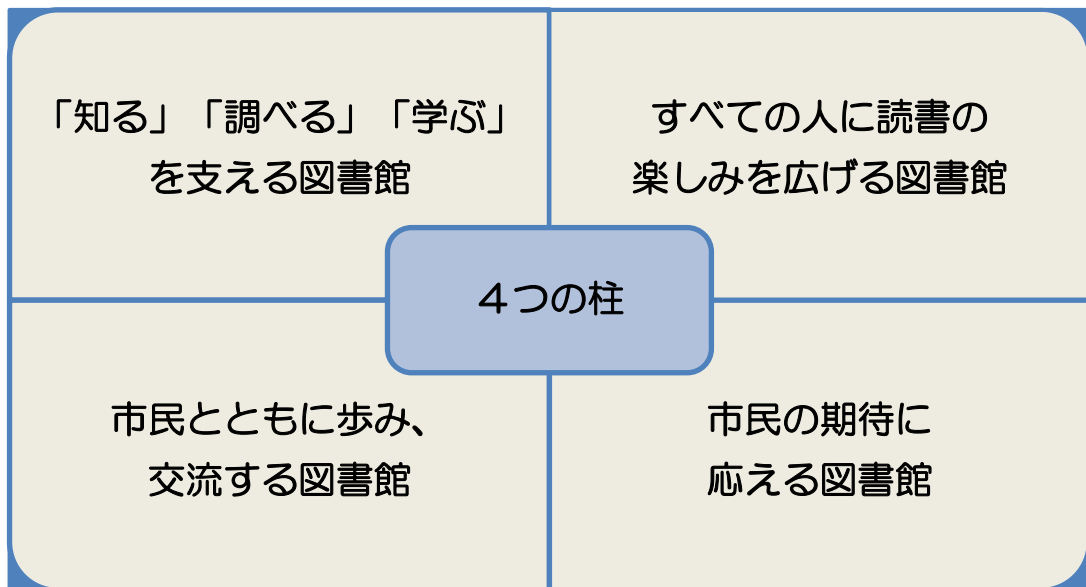 「知る」「調べる」「学ぶ」
を支える図書館
すべての人に読書の
楽しみを広げる図書館
４つの柱
市民とともに歩み、
交流する図書館
市民の期待に
応える図書館